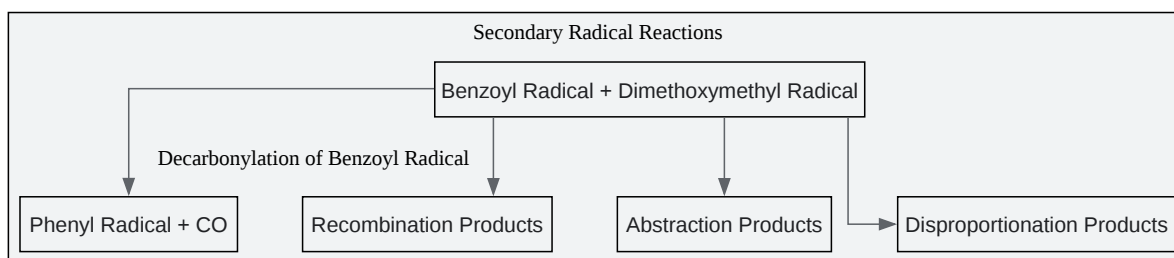 Secondary Radical Reactions
Benzoyl Radical + Dimethoxymethyl Radical
Decarbonylation of Benzoyl Radical
Phenyl Radical + CO
Recombination Products
Abstraction Products
Disproportionation Products